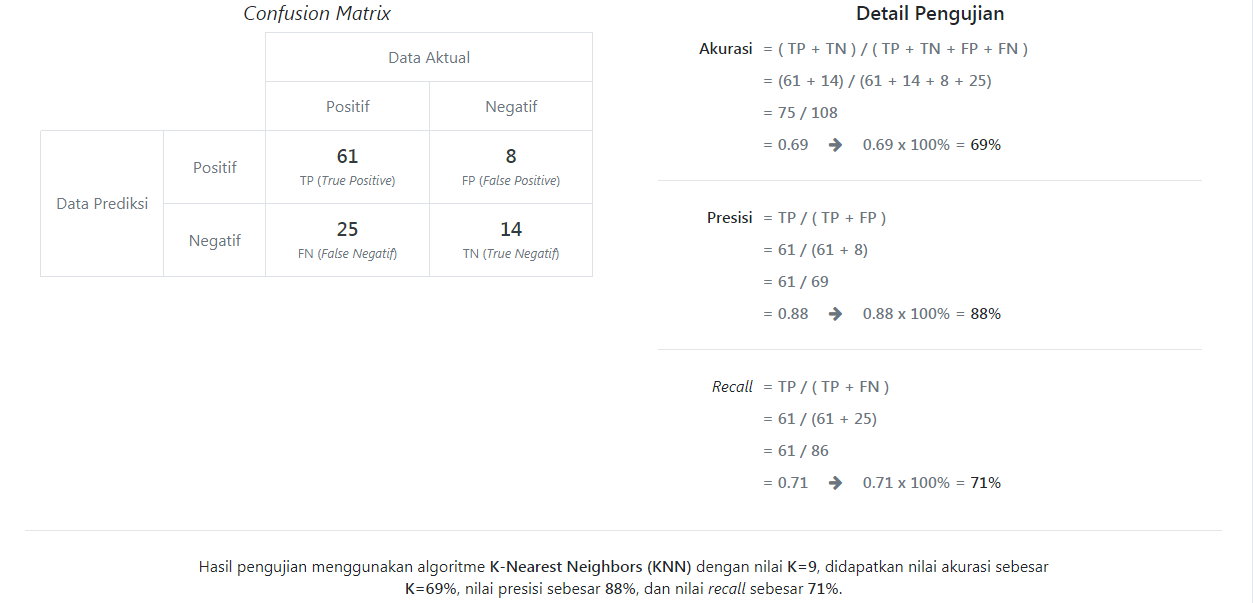 Confusion Matrix
Data Aktual
Positif Negatif
Data Prediksi
Positif
61 8
TP (True Positive) FP (False Positive)
Negatif
25 14
FN (False Negatif) TN (True Negatif)
Detail Pengujian
Akurasi = ( TP + TN ) / ( TP + TN + FP + FN )
= (61 + 14) / (61 + 14 + 8 + 25)
= 75 / 108
= 0.69 ➔ 0.69 x 100% = 69%
Presisi = TP / ( TP + FP )
= 61 / (61 + 8)
= 61 / 69
= 0.88 ➔ 0.88 x 100% = 88%
Recall = TP / ( TP + FN )
= 61 / (61 + 25)
= 61 / 86
= 0.71 ➔ 0.71 x 100% = 71%
Hasil pengujian menggunakan algoritme K-Nearest Neighbors (KNN) dengan nilai K=9, didapatkan nilai akurasi sebesar
K=69%, nilai presisi sebesar 88%, dan nilai recall sebesar 71%.